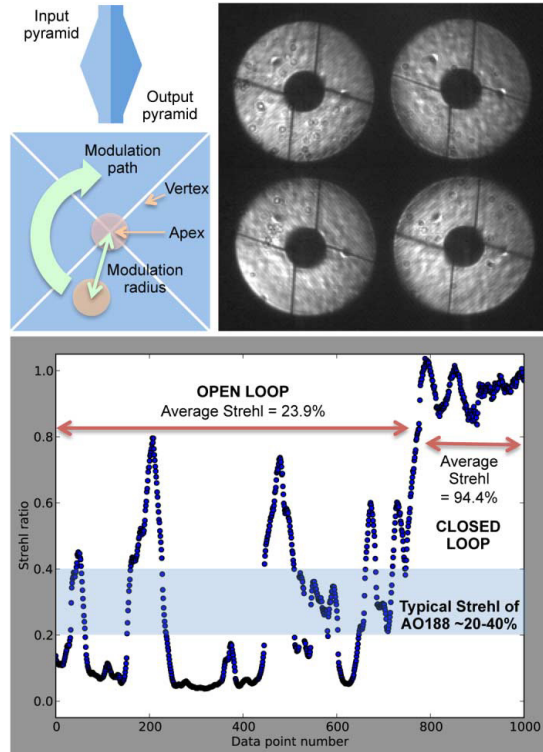 Input
pyramid
Output
pyramid
Modulation
path
Vertex
Apex
Modulation
radius
OPEN LOOP
Average Strehl = 23.9%
Average
Strehl
= 94.4%
CLOSED
LOOP
Typical Strehl of
AO188 ~20-40%
Strehl ratio
1.0
0.8
0.6
0.4
0.2
0.0
0 200 400 600 800 1000
Data point number